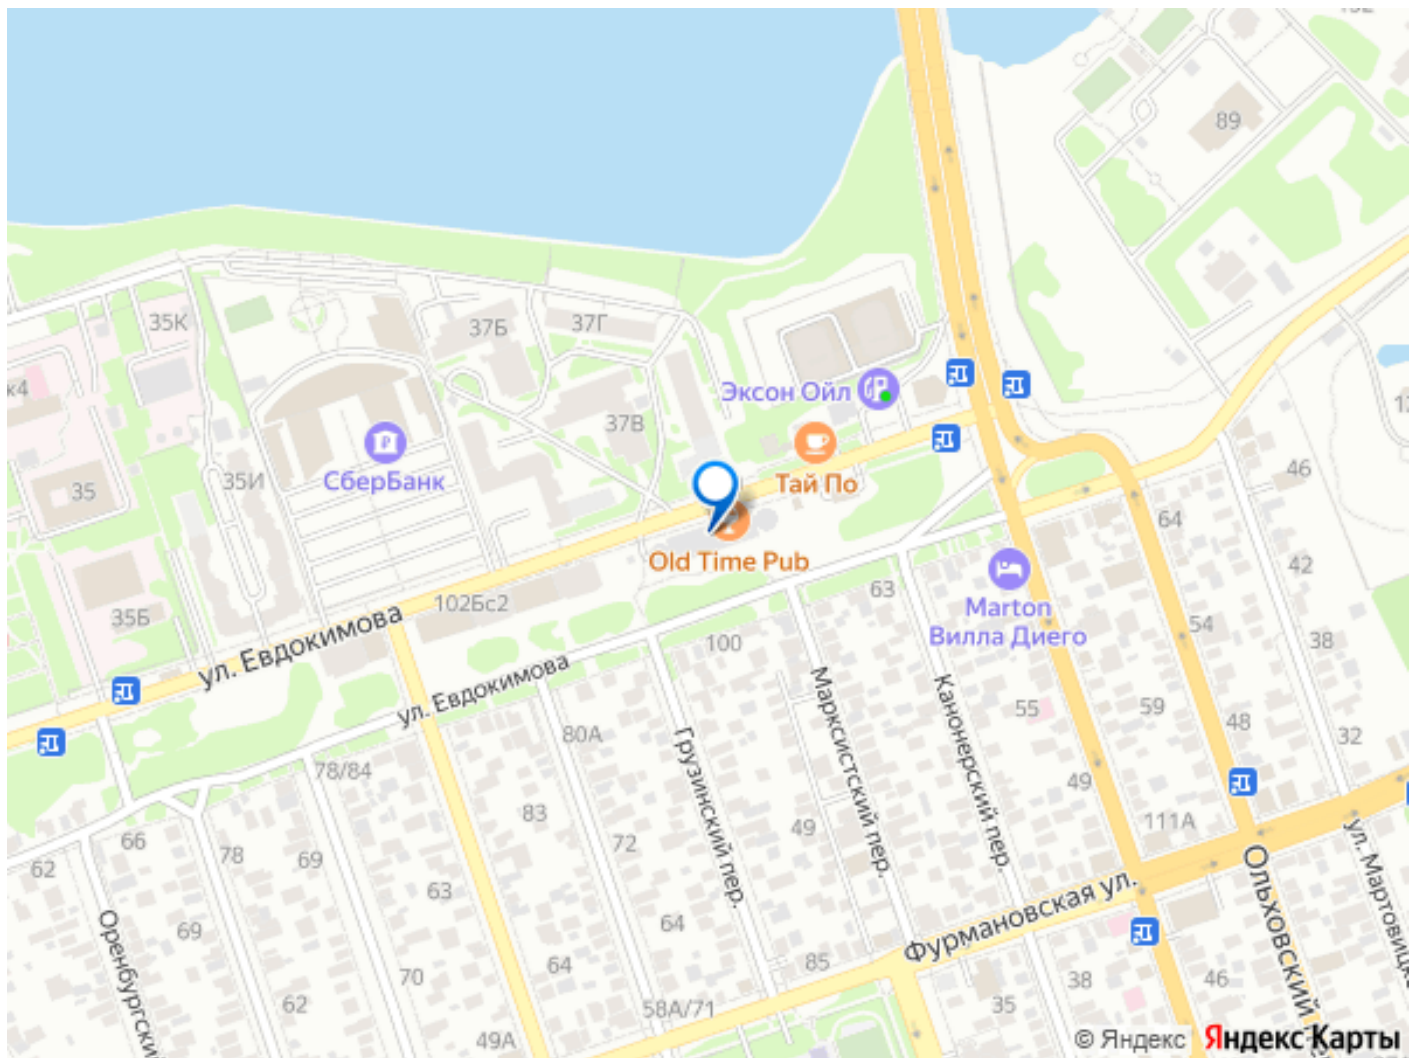 89
35К
37Б
37Г
к4
Эксон Ойл
37В
46
СберБанк
35И
35
Тай По
64
Old Time Pub
42
63
102Бс2
35Б
Marton
Вилла Диего
54
38
100
ул. Евдокимова
ул. Евдокимова
Марксистский пер.
Канонерский пер.
55
59
48
32
80А
Грузинский пер.
78/84
49
83
49
111А
66
62
78
69
72
63
ул. Мартовицка
Ольховский
Фурмановская ул.
69
Оренбургский
64
64
85
70
38
46
62
58А/71
35
49А
© Яндекс Яндекс Карты